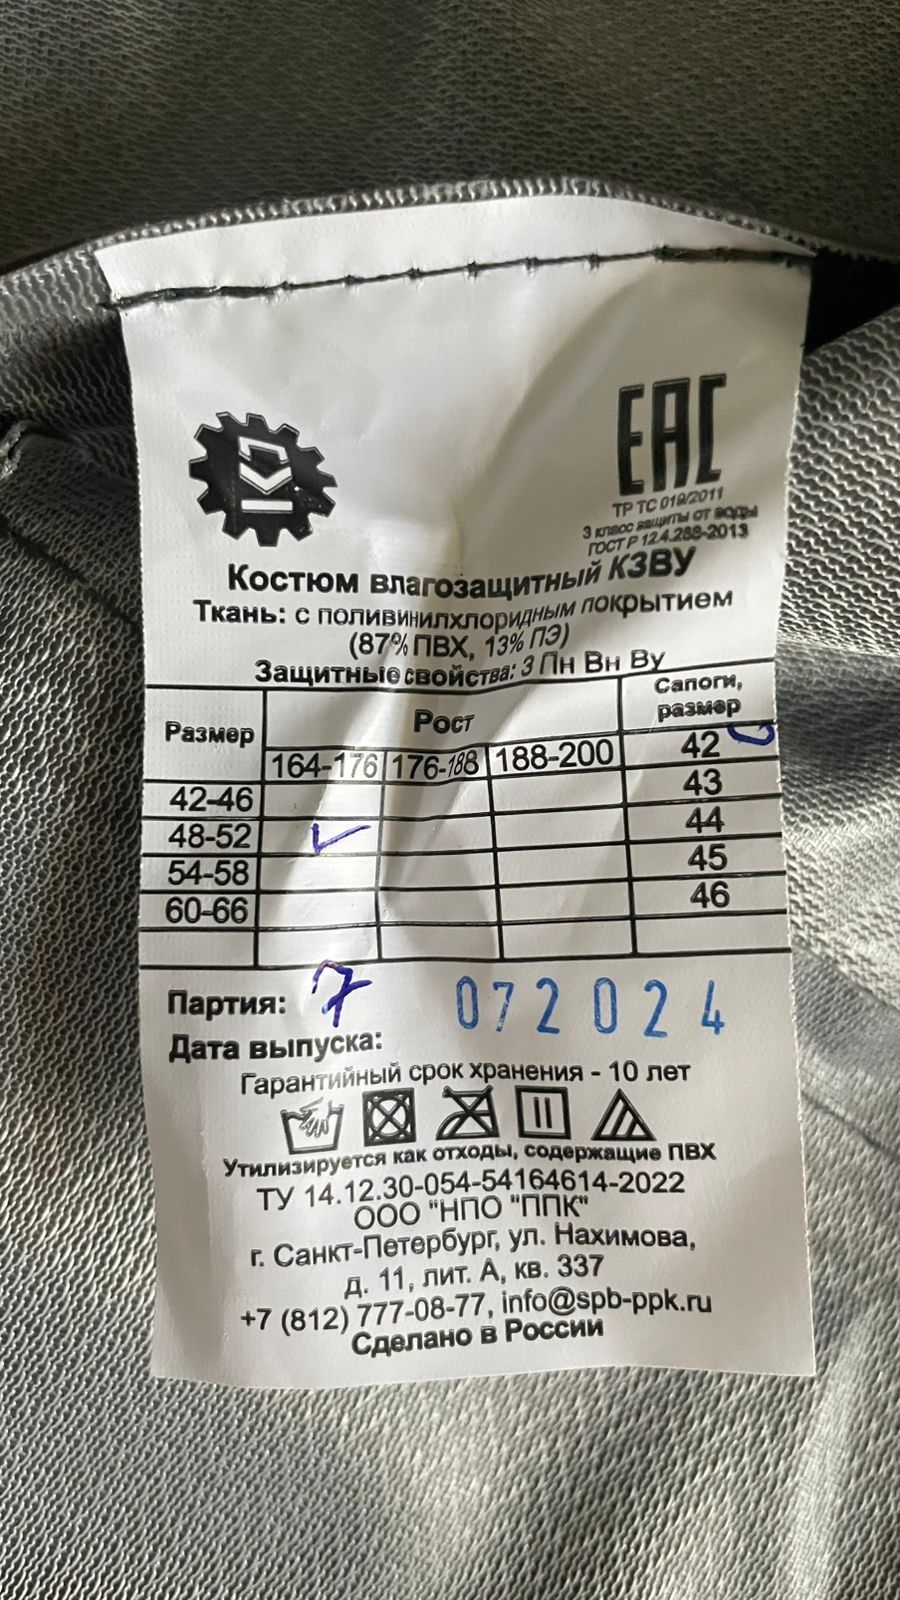 ЕАС
ТР ТС 019/2011
3 класс защиты от воды
ГОСТ Р 12.4.288-2013
Костюм влагозащитный КЗВУ
Ткань: с поливинилхлоридным покрытием
(87% ПВХ, 13% ПЭ)
Защитные свойства: З Пн Вн Ву
Размер Рост Сапоги, размер
164-176 176-188 188-200 42
42-46 43
48-52 ✓ 44
54-58 45
60-66 46
Партия: 7 072024
Дата выпуска:
Гарантийный срок хранения - 10 лет
Утилизируется как отходы, содержащие ПВХ
ТУ 14.12.30-054-54164614-2022
ООО "НПО "ППК"
г. Санкт-Петербург, ул. Нахимова,
д. 11, лит. А, кв. 337
+7 (812) 777-08-77, info@spb-ppk.ru
Сделано в России